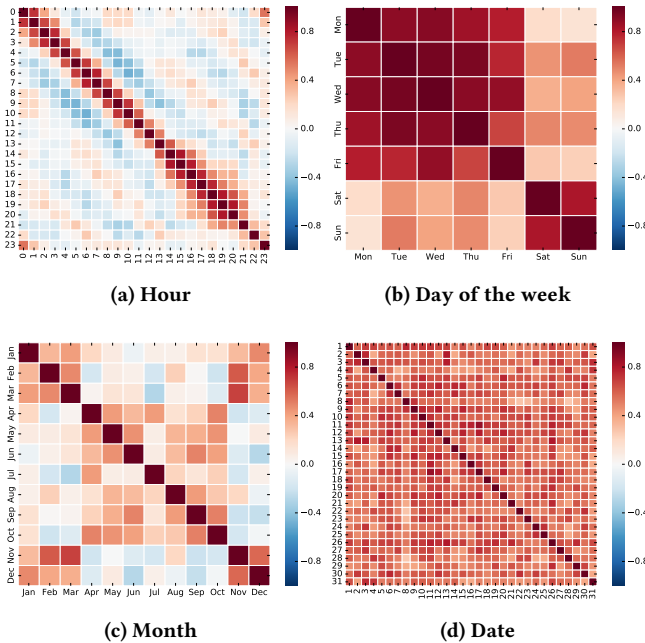 0
1
2
3
4
5
6
7
8
9
10
11
12
13
14
15
16
17
18
19
20
21
22
23
0 1 2 3 4 5 6 7 8 9 10 11 12 13 14 15 16 17 18 19 20 21 22 23
0.8
0.4
0.0
−0.4
−0.8
(a) Hour
Mon
Tue
Wed
Thu
Fri
Sat
Sun
Mon Tue Wed Thu Fri Sat Sun
0.8
0.4
0.0
−0.4
−0.8
(b) Day of the week
Jan
Feb
Mar
Apr
May
Jun
Jul
Aug
Sep
Oct
Nov
Dec
Jan Feb Mar Apr May Jun Jul Aug Sep Oct Nov Dec
0.8
0.4
0.0
−0.4
−0.8
(c) Month
1
2
3
4
5
6
7
8
9
10
11
12
13
14
15
16
17
18
19
20
21
22
23
24
25
26
27
28
29
30
31
1 2 3 4 5 6 7 8 9 10 11 12 13 14 15 16 17 18 19 20 21 22 23 24 25 26 27 28 29 30 31
0.8
0.4
0.0
−0.4
−0.8
(d) Date